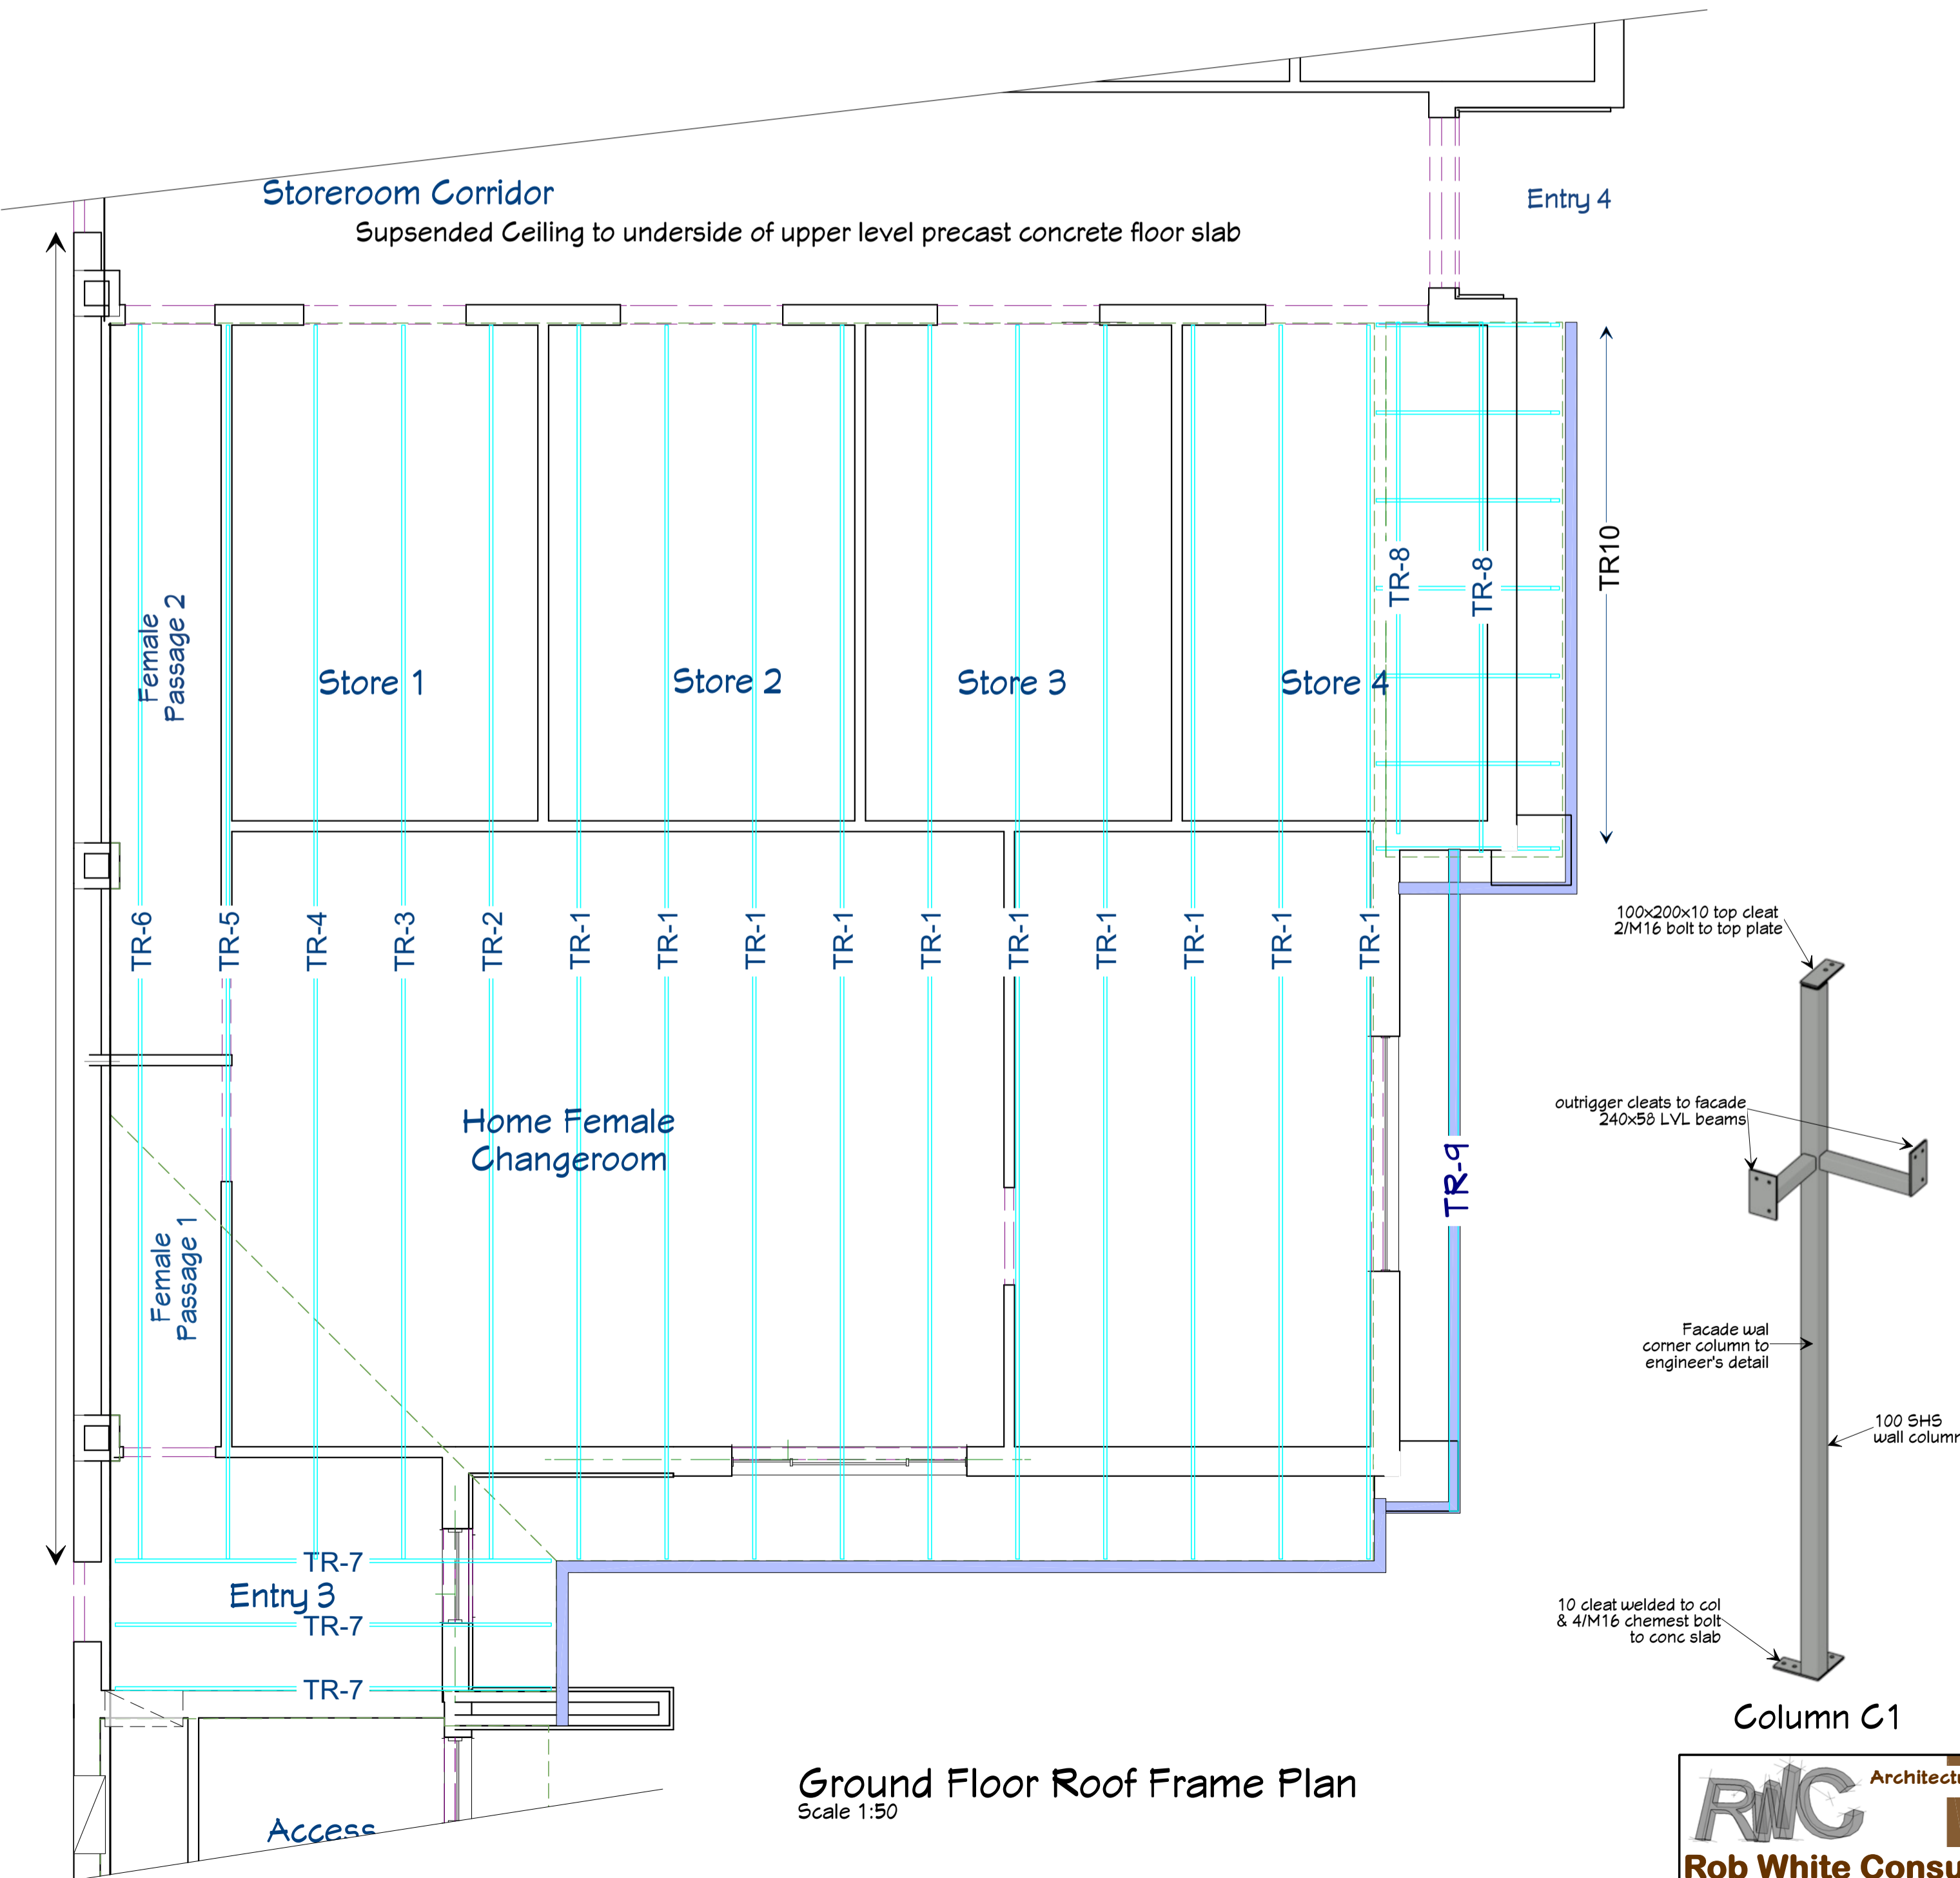 Storeroom Corridor
Supsended Ceiling to underside of upper level precast concrete floor slab
Entry 4
Female
Passage 2
Store 1
Store 2
Store 3
Store 4
TR-8
TR-8
TR10
TR-6
TR-5
TR-4
TR-3
TR-2
TR-1
TR-1
TR-1
TR-1
TR-1
TR-1
TR-1
TR-1
TR-1
TR-1
Home Female
Changeroom
TR-9
Female
Passage 1
TR-7
Entry 3
TR-7
TR-7
Access
100x200x10 top cleat
2/M16 bolt to top plate
outrigger cleats to facade
240x58 LVL beams
Facade wal
corner column to
engineer's detail
100 SHS
wall column
10 cleat welded to col
& 4/M16 chemest bolt
to conc slab
Column C1
Ground Floor Roof Frame Plan
Scale 1:50
RWC
Rob White